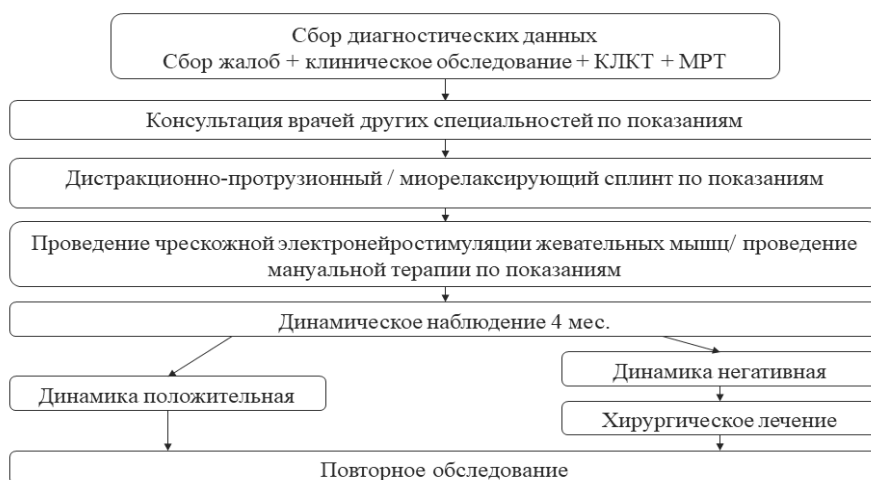 Сбор диагностических данных
Сбор жалоб + клиническое обследование + КЛКТ + МРТ
Консультация врачей других специальностей по показаниям
Дистракционно-протрузионный / миорелаксирующий сплинт по показаниям
Проведение чрескожной электронейростимуляции жевательных мышц/ проведение
мануальной терапии по показаниям
Динамическое наблюдение 4 мес.
Динамика положительная
Динамика негативная
Хирургическое лечение
Повторное обследование